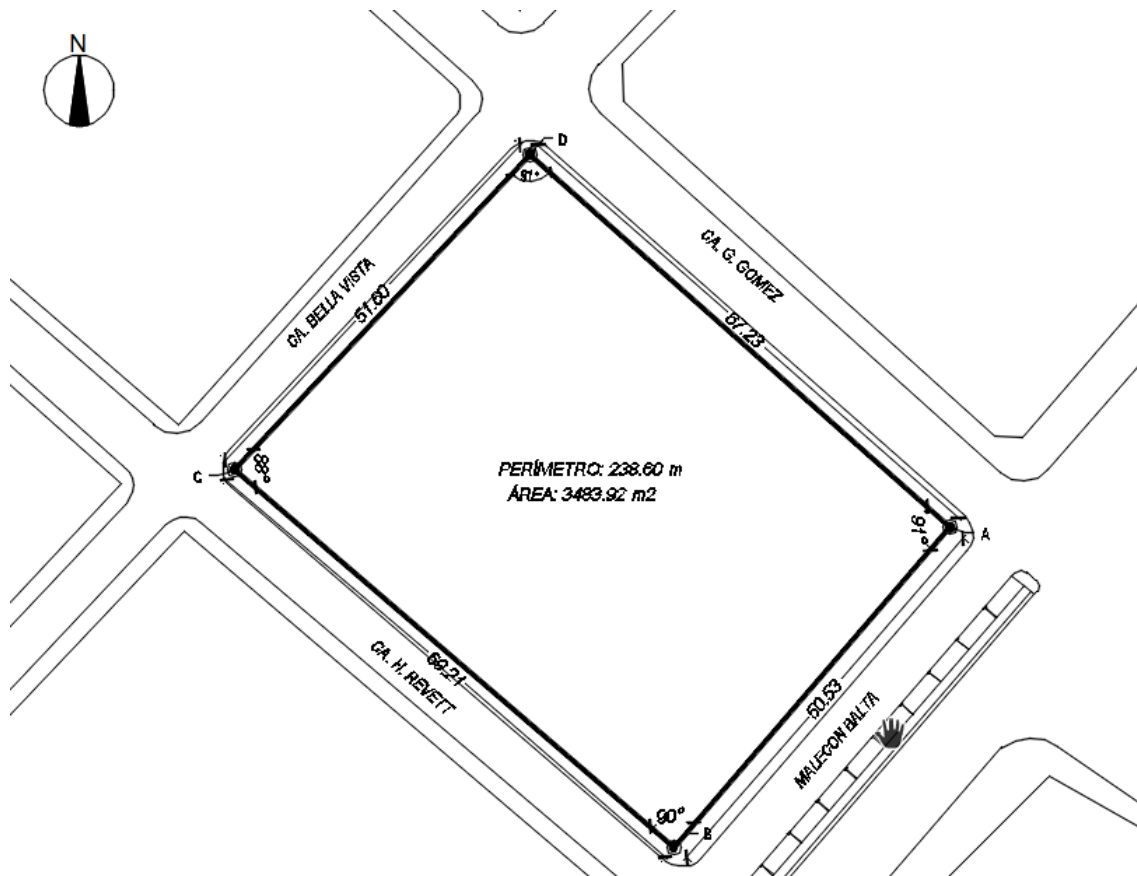 N
D
91°
CA. G. GOMEZ
CA. BELLA VISTA
51.60
67.23
C
88°
PERÍMETRO: 238.60 m
ÁREA: 3483.92 m2
91°
A
CA. H. REVETT
69.21
50.53
MALECON BALTA
90°
B